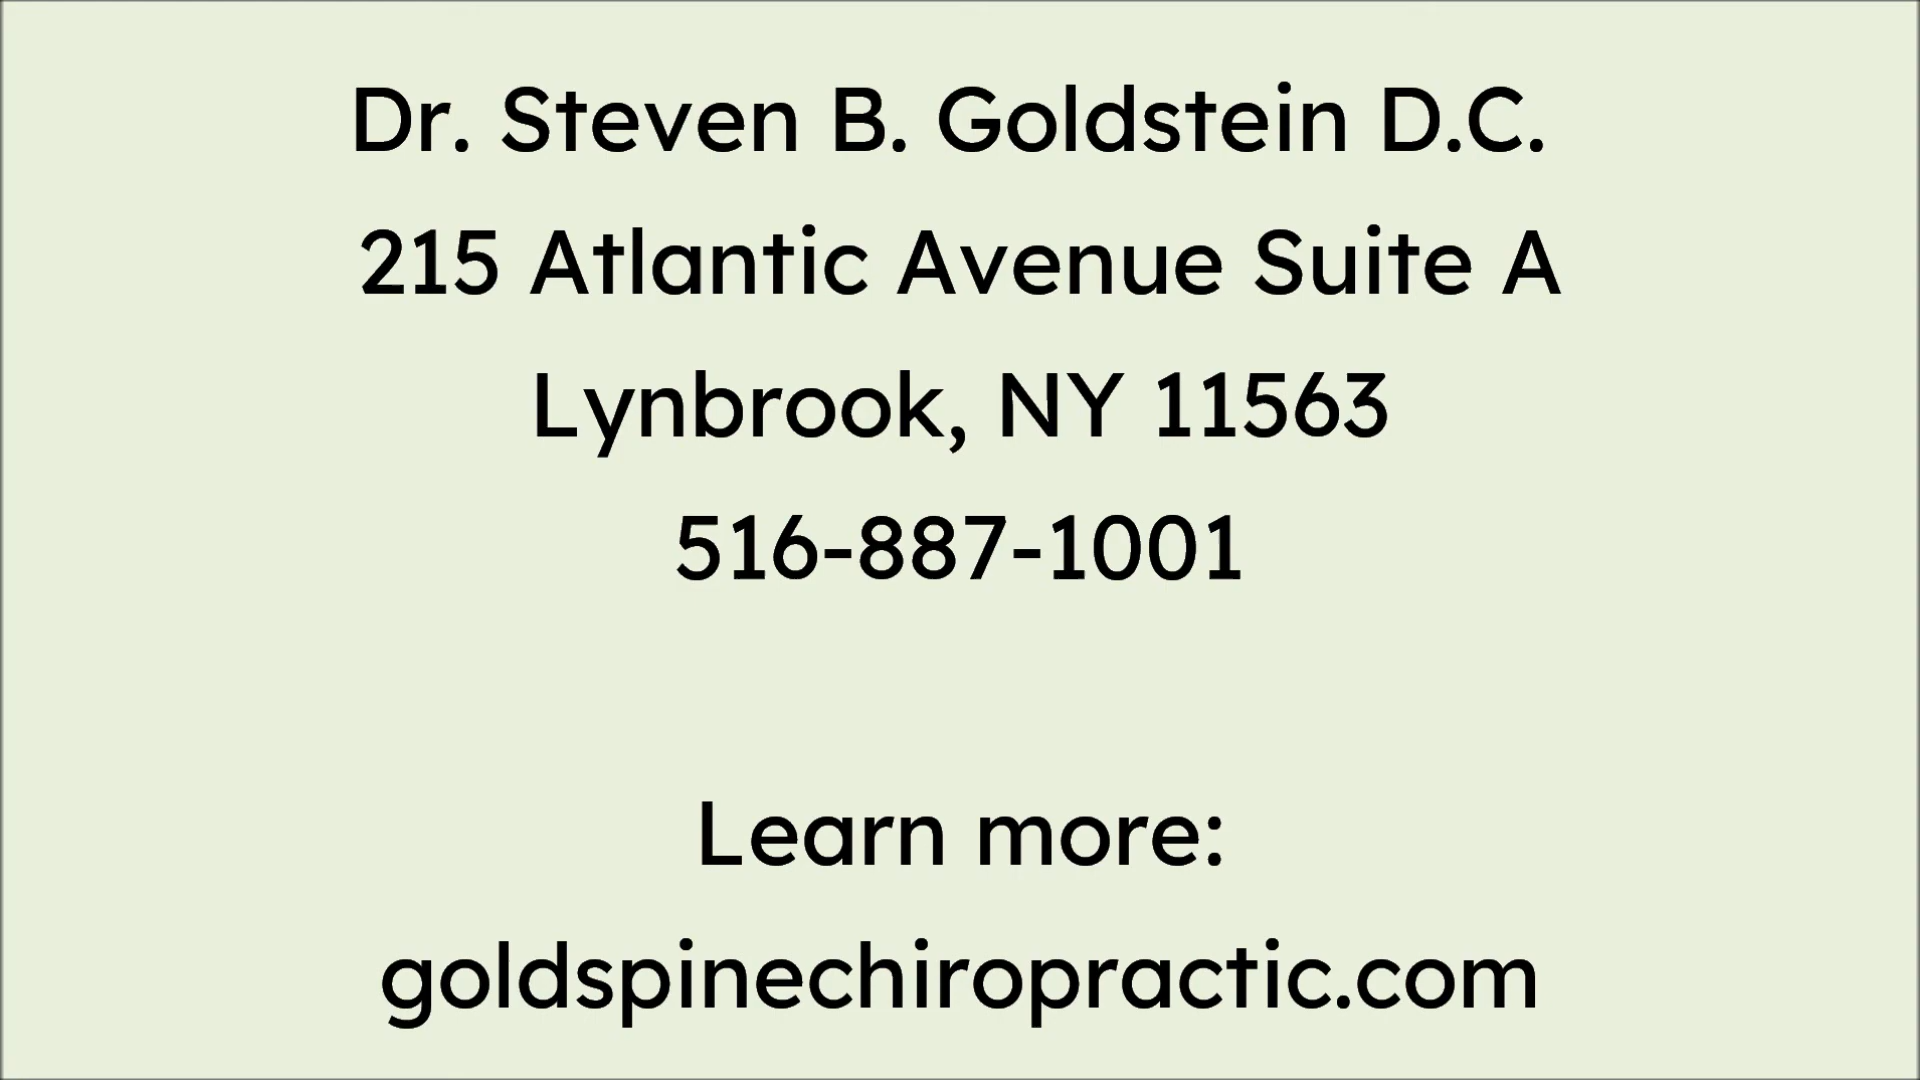 Dr. Steven B. Goldstein D.C.
215 Atlantic Avenue Suite A
Lynbrook, NY 11563
516-887-1001
Learn more:
goldspinechiropractic.com